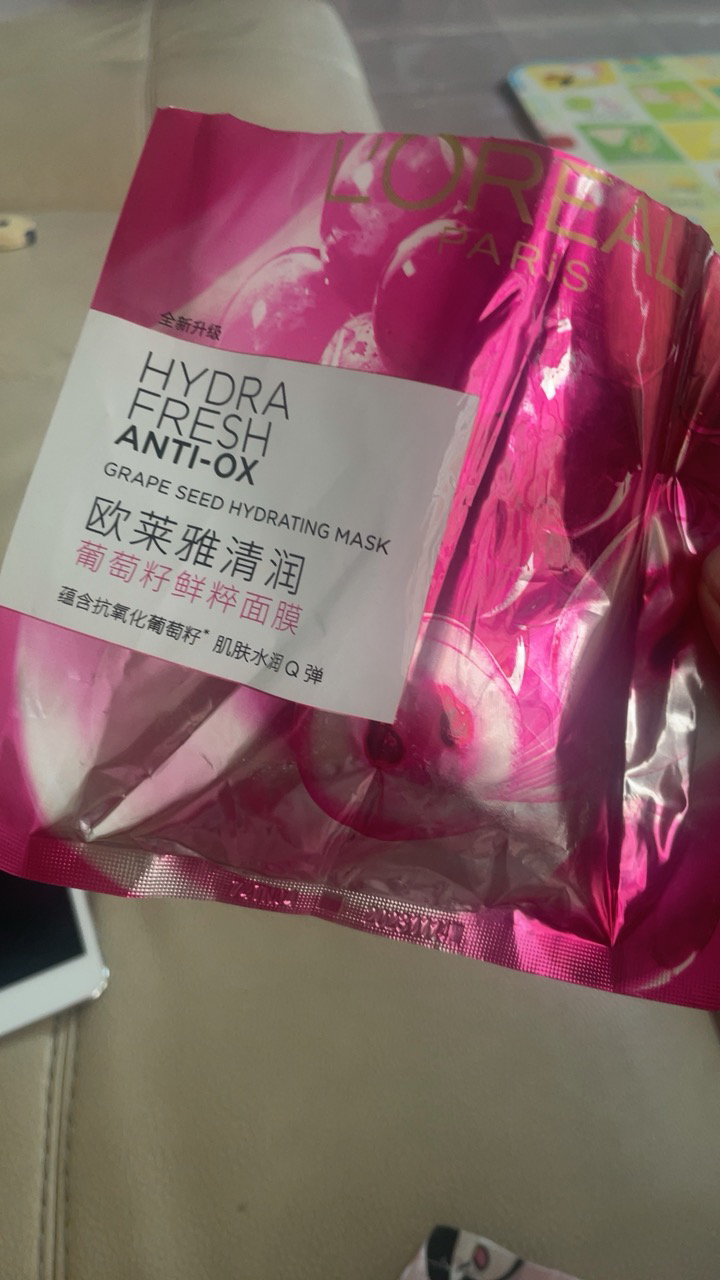 L'ORÉAL
PARIS
全新升级
HYDRA
FRESH
ANTI-OX
GRAPE SEED HYDRATING MASK
欧莱雅清润
葡萄籽鲜粹面膜
蕴含抗氧化葡萄籽* 肌肤水润Q弹